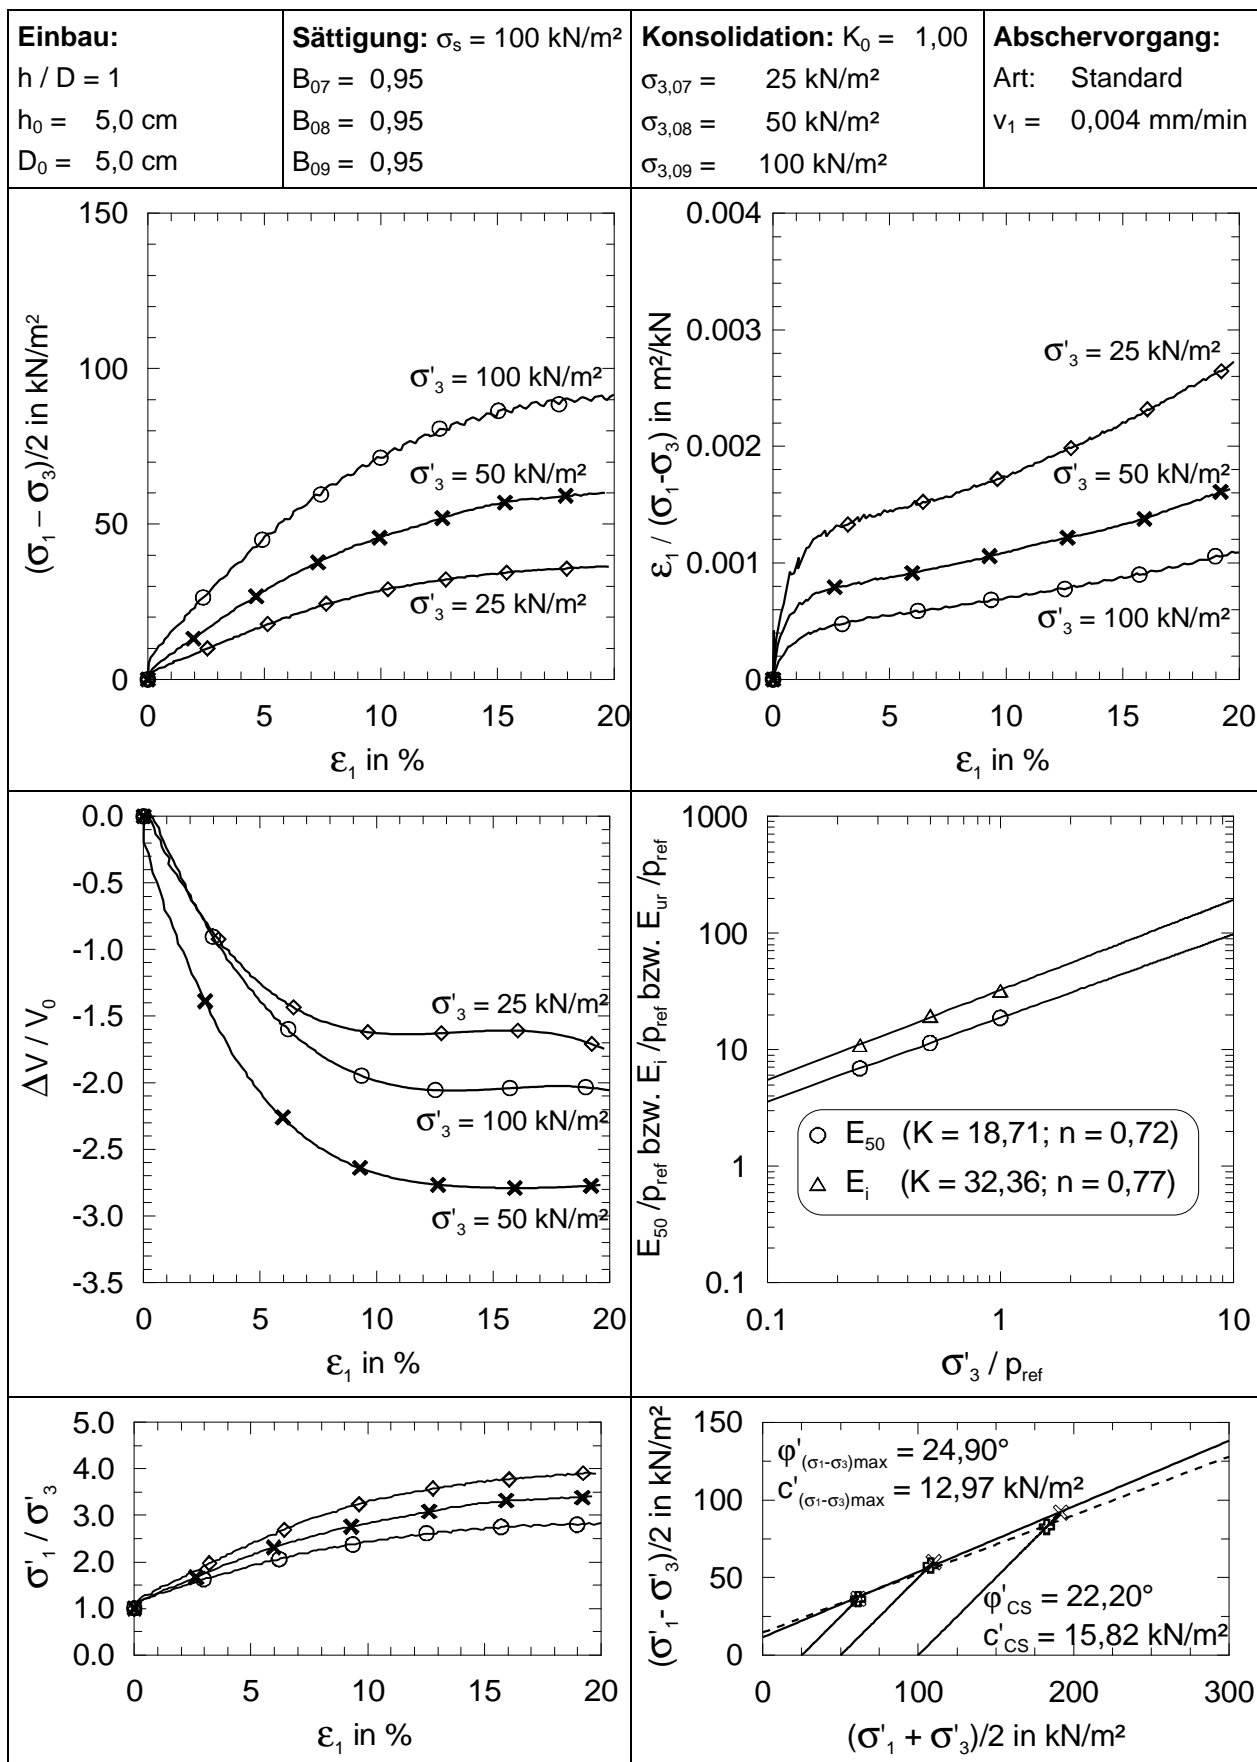 Einbau:
h / D = 1
h₀ = 5,0 cm
D₀ = 5,0 cm
Sättigung: σₛ = 100 kN/m²
B₀₇ = 0,95
B₀₈ = 0,95
B₀₉ = 0,95
Konsolidation: K₀ = 1,00
σ₃,₀₇ = 25 kN/m²
σ₃,₀₈ = 50 kN/m²
σ₃,₀₉ = 100 kN/m²
Abschervorgang:
Art: Standard
v₁ = 0,004 mm/min
(σ₁ – σ₃)/2 in kN/m²
150
100
50
0
σ'₃ = 100 kN/m²
σ'₃ = 50 kN/m²
σ'₃ = 25 kN/m²
0 5 10 15 20
ε₁ in %
ε₁ / (σ₁-σ₃) in m²/kN
0.004
0.003
0.002
0.001
0
σ'₃ = 25 kN/m²
σ'₃ = 50 kN/m²
σ'₃ = 100 kN/m²
0 5 10 15 20
ε₁ in %
ΔV / V₀
0.0
-0.5
-1.0
-1.5
-2.0
-2.5
-3.0
-3.5
σ'₃ = 25 kN/m²
σ'₃ = 100 kN/m²
σ'₃ = 50 kN/m²
0 5 10 15 20
ε₁ in %
E₅₀ /p_ref bzw. E_i /p_ref bzw. E_ur /p_ref
1000
100
10
1
0.1
E₅₀ (K = 18,71; n = 0,72)
E_i (K = 32,36; n = 0,77)
0.1 1 10
σ'₃ / p_ref
σ'₁ / σ'₃
5.0
4.0
3.0
2.0
1.0
0.0
0 5 10 15 20
ε₁ in %
(σ'₁ - σ'₃)/2 in kN/m²
150
100
50
0
φ'(σ₁-σ₃)max = 24,90°
c'(σ₁-σ₃)max = 12,97 kN/m²
φ'CS = 22,20°
c'CS = 15,82 kN/m²
0 100 200 300
(σ'₁ + σ'₃)/2 in kN/m²